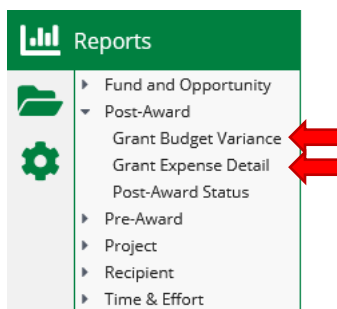 Reports
Fund and Opportunity
Post-Award
Grant Budget Variance
Grant Expense Detail
Post-Award Status
Pre-Award
Project
Recipient
Time & Effort